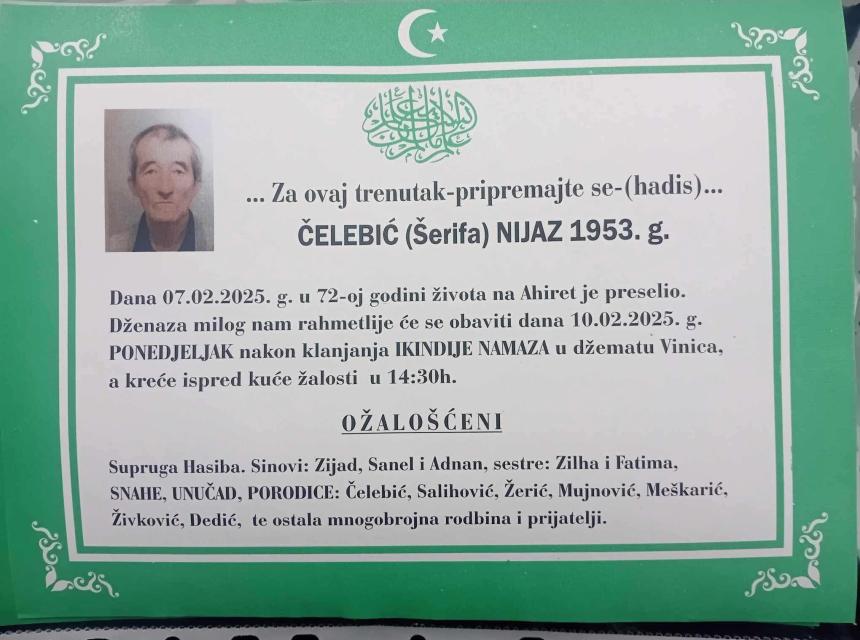 ... Za ovaj trenutak-pripremajte se-(hadis)...
ČELEBIĆ (Šerifa) NIJAZ 1953. g.
Dana 07.02.2025. g. u 72-oj godini života na Ahiret je preselio.
Dženaza milog nam rahmetlije će se obaviti dana 10.02.2025. g.
PONEDJELJAK nakon klanjanja IKINDIJE NAMAZA u džematu Vinica,
a kreće ispred kuće žalosti u 14:30h.
OŽALOŠĆENI
Supruga Hasiba. Sinovi: Zijad, Sanel i Adnan, sestre: Zilha i Fatima,
SNAHE, UNUČAD, PORODICE: Čelebić, Salihović, Žerić, Mujnović, Meškarić,
Živković, Dedić, te ostala mnogobrojna rodbina i prijatelji.